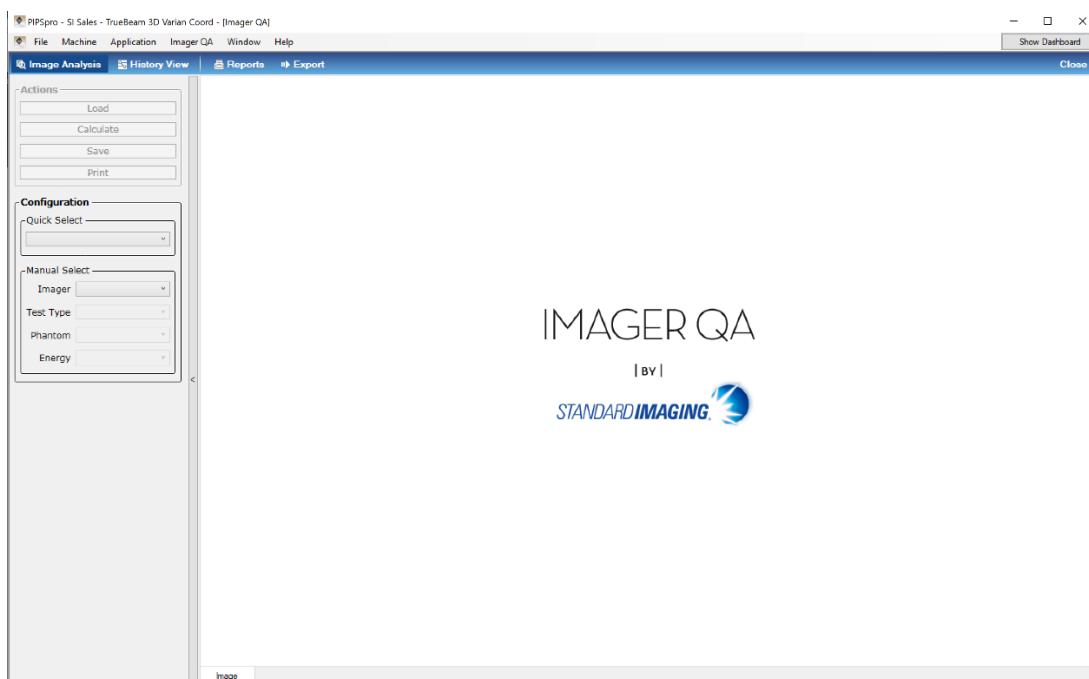 PIPSpro - SI Sales - TrueBeam 3D Varian Coord - [Imager QA]
File Machine Application Imager QA Window Help Show Dashboard
Image Analysis History View Reports Export Close
Actions
Load
Calculate
Save
Print
Configuration
Quick Select
Manual Select
Imager
Test Type
Phantom
Energy
<
IMAGER QA
| BY |
STANDARD IMAGING.
Image